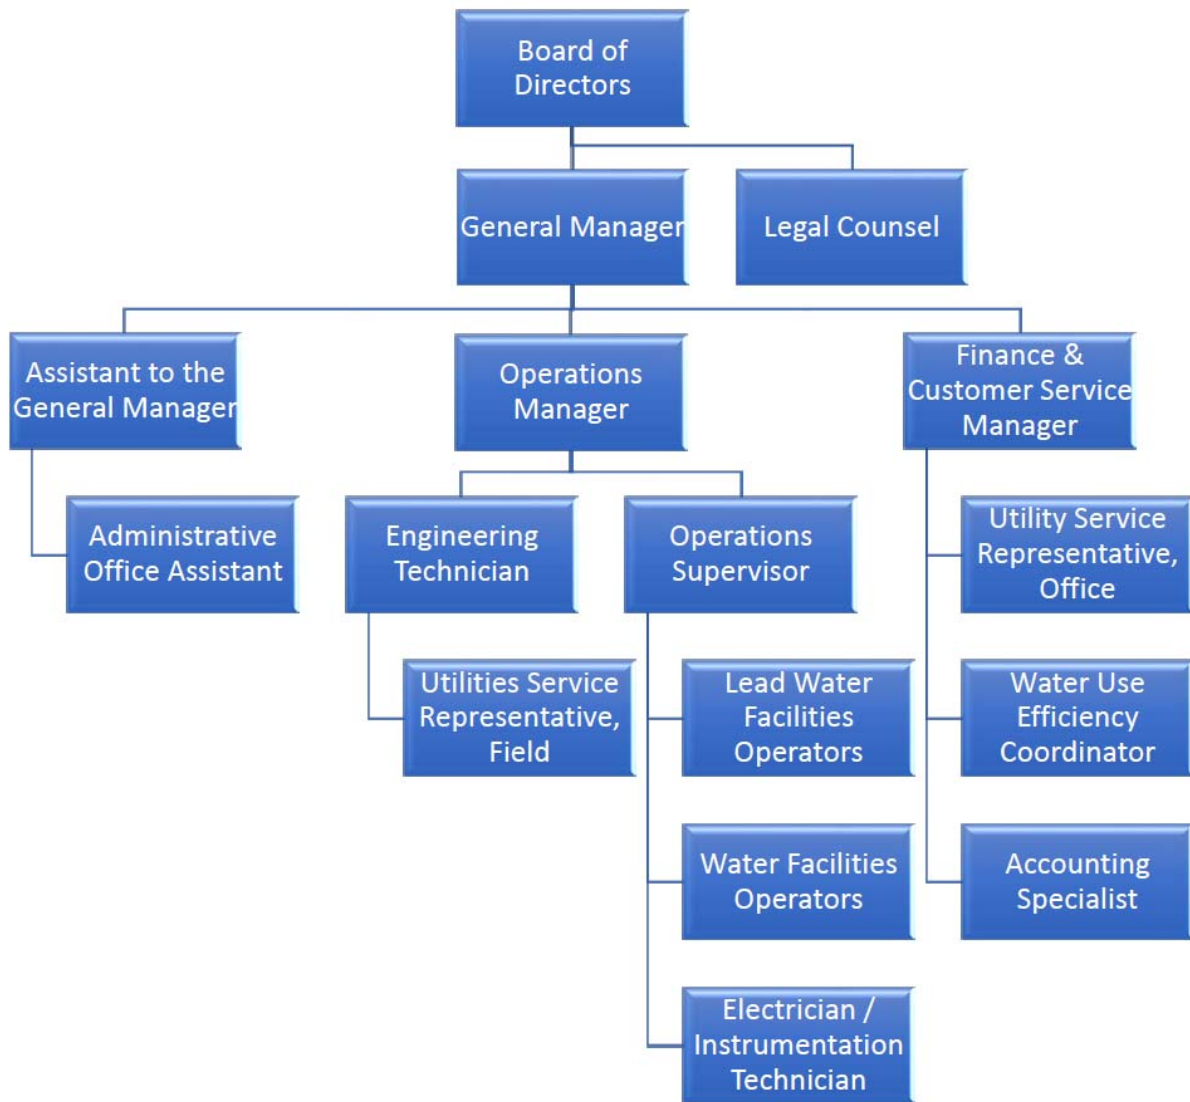 Board of
Directors
General Manager
Legal Counsel
Assistant to the
General Manager
Operations
Manager
Finance &
Customer Service
Manager
Administrative
Office Assistant
Engineering
Technician
Operations
Supervisor
Utility Service
Representative,
Office
Utilities Service
Representative,
Field
Lead Water
Facilities
Operators
Water Use
Efficiency
Coordinator
Water Facilities
Operators
Accounting
Specialist
Electrician /
Instrumentation
Technician